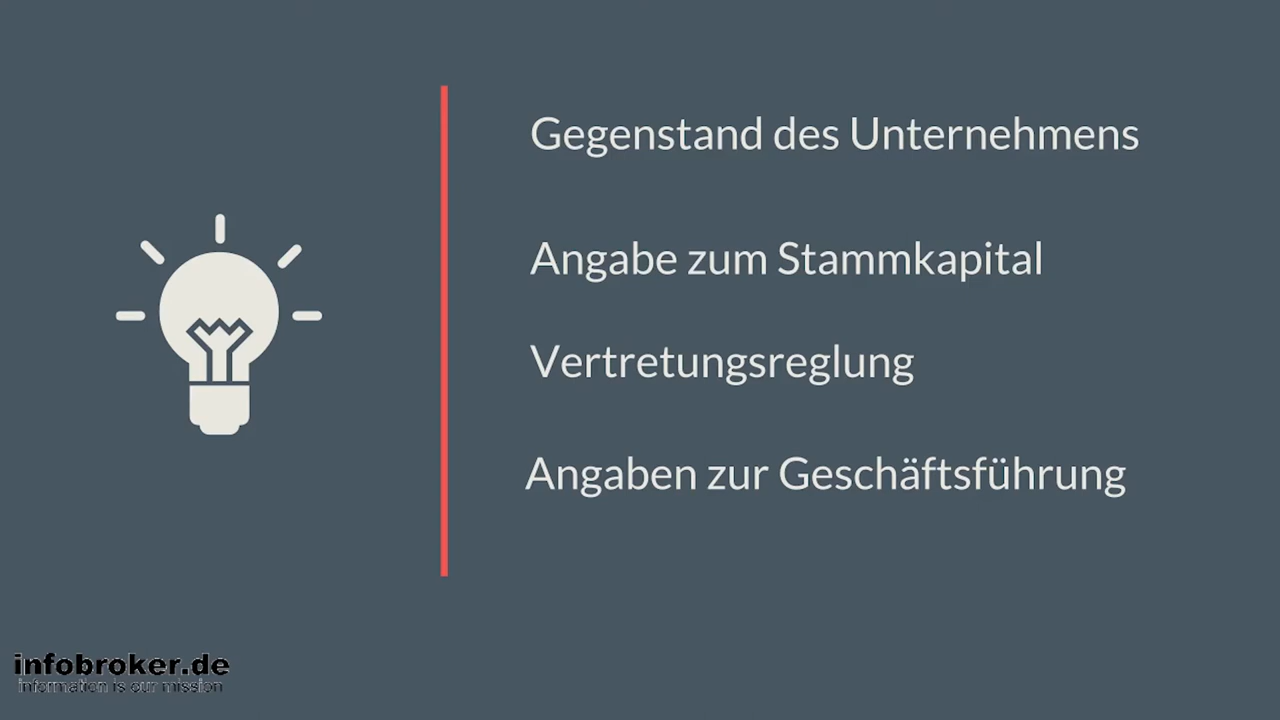 Gegenstand des Unternehmens
Angabe zum Stammkapital
Vertretungsreglung
Angaben zur Geschäftsführung
infobroker.de
information is our mission